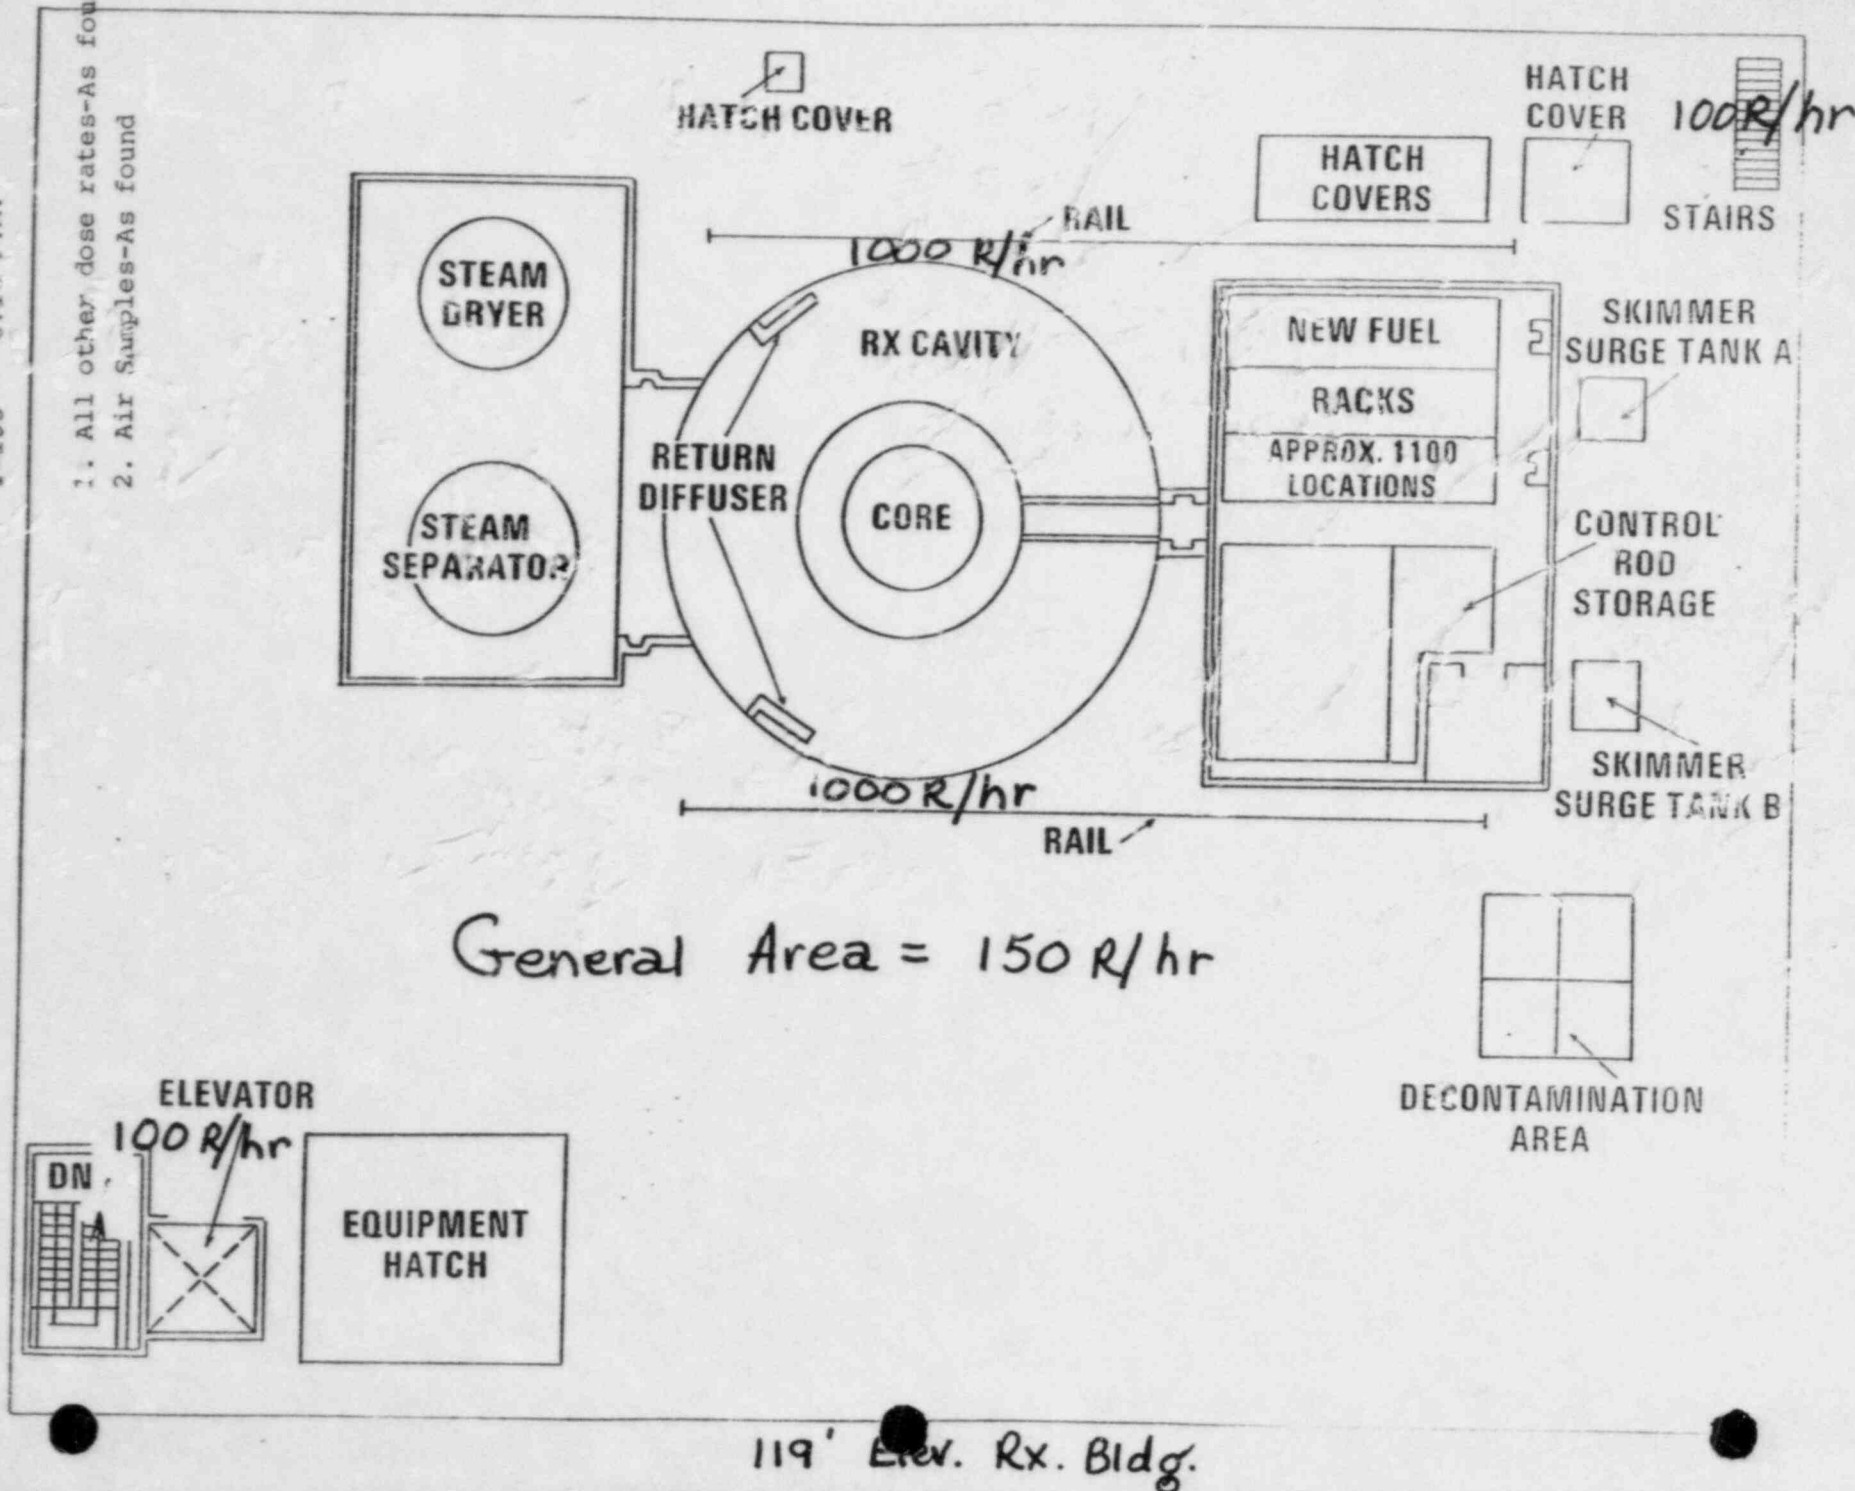 1. All other dose rates-As
2. Air Samples-As found
HATCH COVER
HATCH
COVER
100R/hr
HATCH
COVERS
STAIRS
RAIL
1000 R/hr
STEAM
DRYER
RX CAVITY
NEW FUEL
RACKS
APPROX. 1100
LOCATIONS
SKIMMER
SURGE TANK A
RETURN
DIFFUSER
CORE
STEAM
SEPARATOR
CONTROL
ROD
STORAGE
SKIMMER
SURGE TANK B
1000 R/hr
RAIL
General Area = 150 R/hr
DECONTAMINATION
AREA
ELEVATOR
100 R/hr
DN
EQUIPMENT
HATCH
119' Elev. Rx. Bldg.